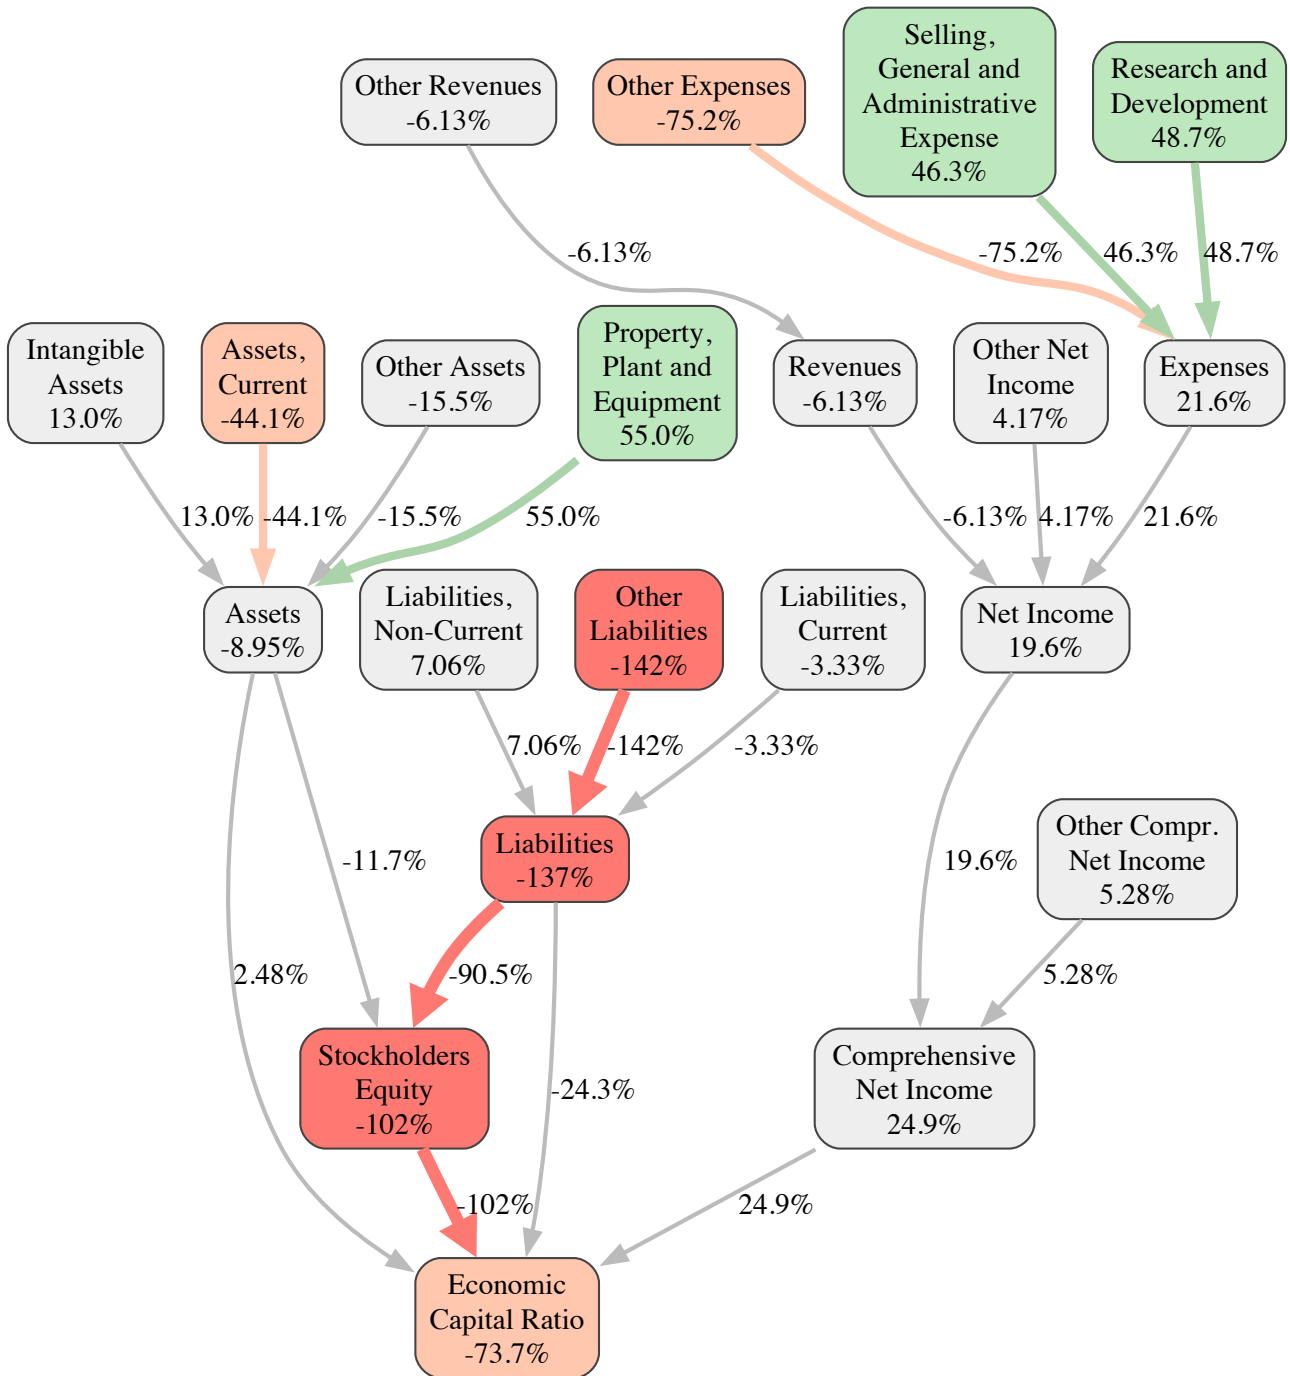 Selling,
General and
Administrative
Expense
46.3%
Other Revenues
-6.13%
Other Expenses
-75.2%
Research and
Development
48.7%
-6.13%
-75.2%
46.3%
48.7%
Intangible
Assets
13.0%
Assets,
Current
-44.1%
Other Assets
-15.5%
Property,
Plant and
Equipment
55.0%
Revenues
-6.13%
Other Net
Income
4.17%
Expenses
21.6%
13.0%
-44.1%
-15.5%
55.0%
-6.13%
4.17%
21.6%
Assets
-8.95%
Liabilities,
Non-Current
7.06%
Other
Liabilities
-142%
Liabilities,
Current
-3.33%
Net Income
19.6%
7.06%
-142%
-3.33%
Liabilities
-137%
-11.7%
19.6%
Other Compr.
Net Income
5.28%
2.48%
-90.5%
5.28%
Stockholders
Equity
-102%
-24.3%
Comprehensive
Net Income
24.9%
-102%
24.9%
Economic
Capital Ratio
-73.7%